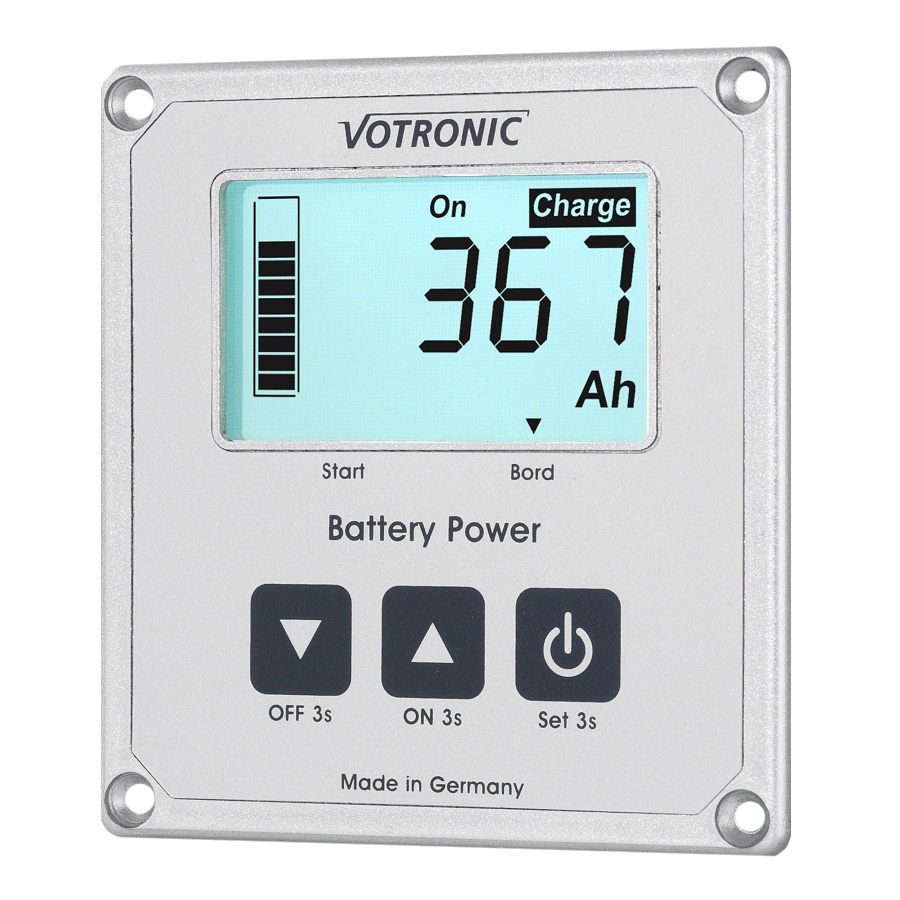 VOTRONIC
On Charge
367
Ah
Start Bord
Battery Power
OFF 3s ON 3s Set 3s
Made in Germany